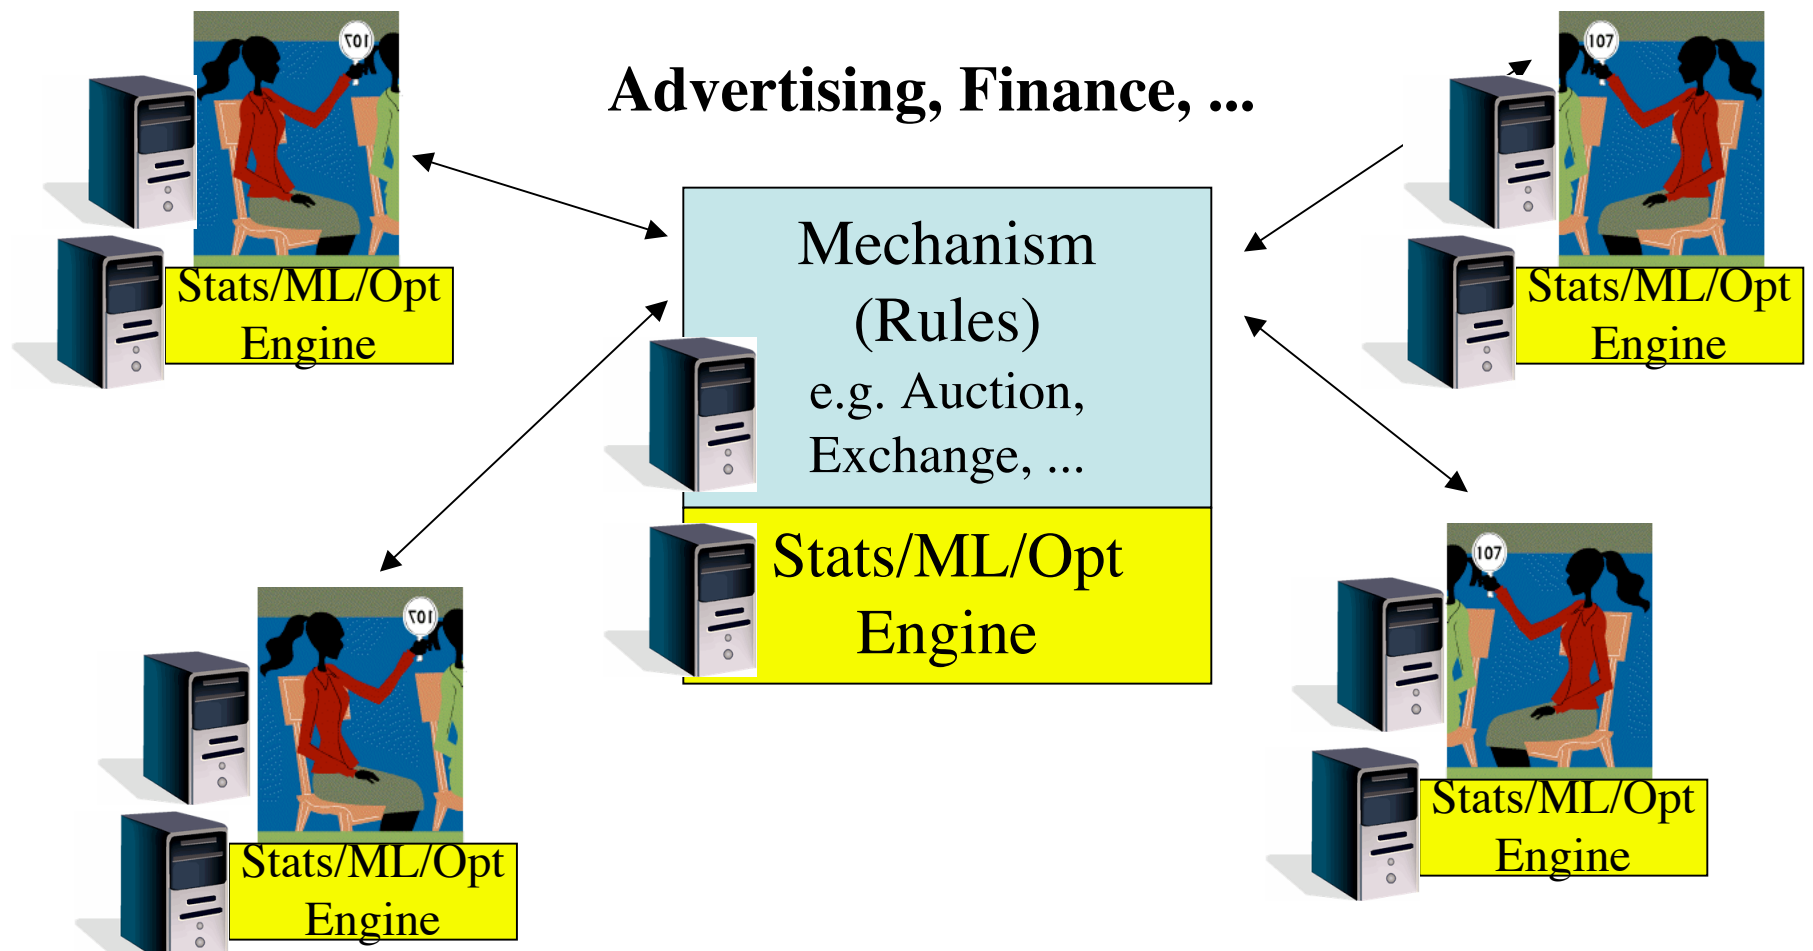 107
107
Advertising, Finance, ...
Stats/ML/Opt
Engine
Mechanism
(Rules)
e.g. Auction,
Exchange, ...
Stats/ML/Opt
Engine
Stats/ML/Opt
Engine
107
Stats/ML/Opt
Engine
107
Stats/ML/Opt
Engine